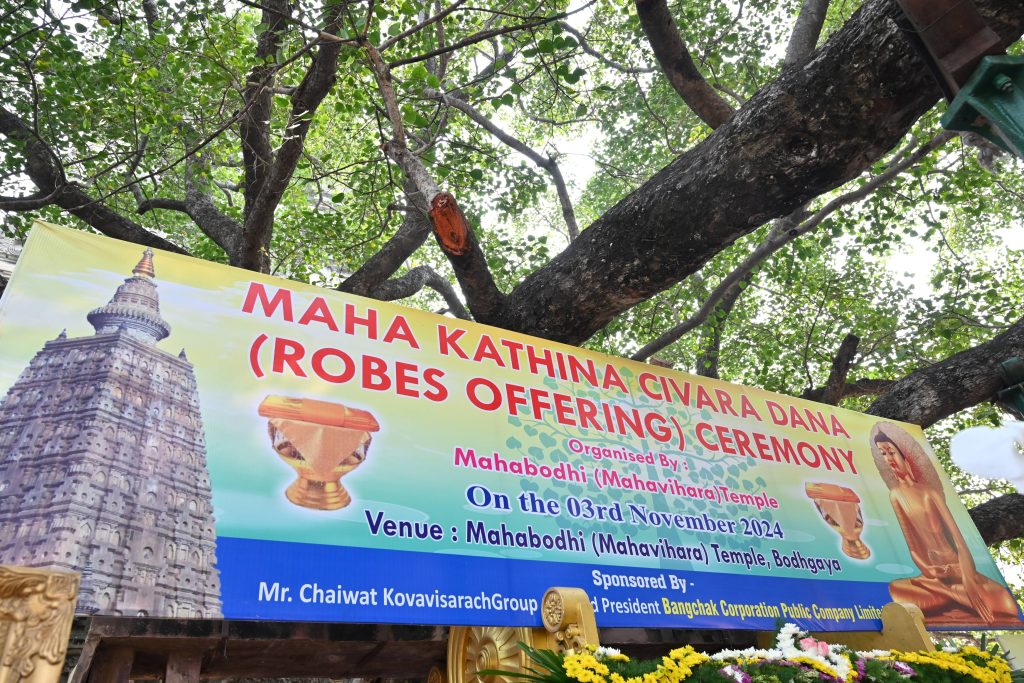 MAHA KATHINA CIVARA DANA
(ROBES OFFERING) CEREMONY
Organised By :
Mahabodhi (Mahavihara)Temple
On the 03rd November 2024
Venue : Mahabodhi (Mahavihara) Temple, Bodhgaya
Sponsored By -
Mr. Chaiwat KovavisarachGroup President Bangchak Corporation Public Company